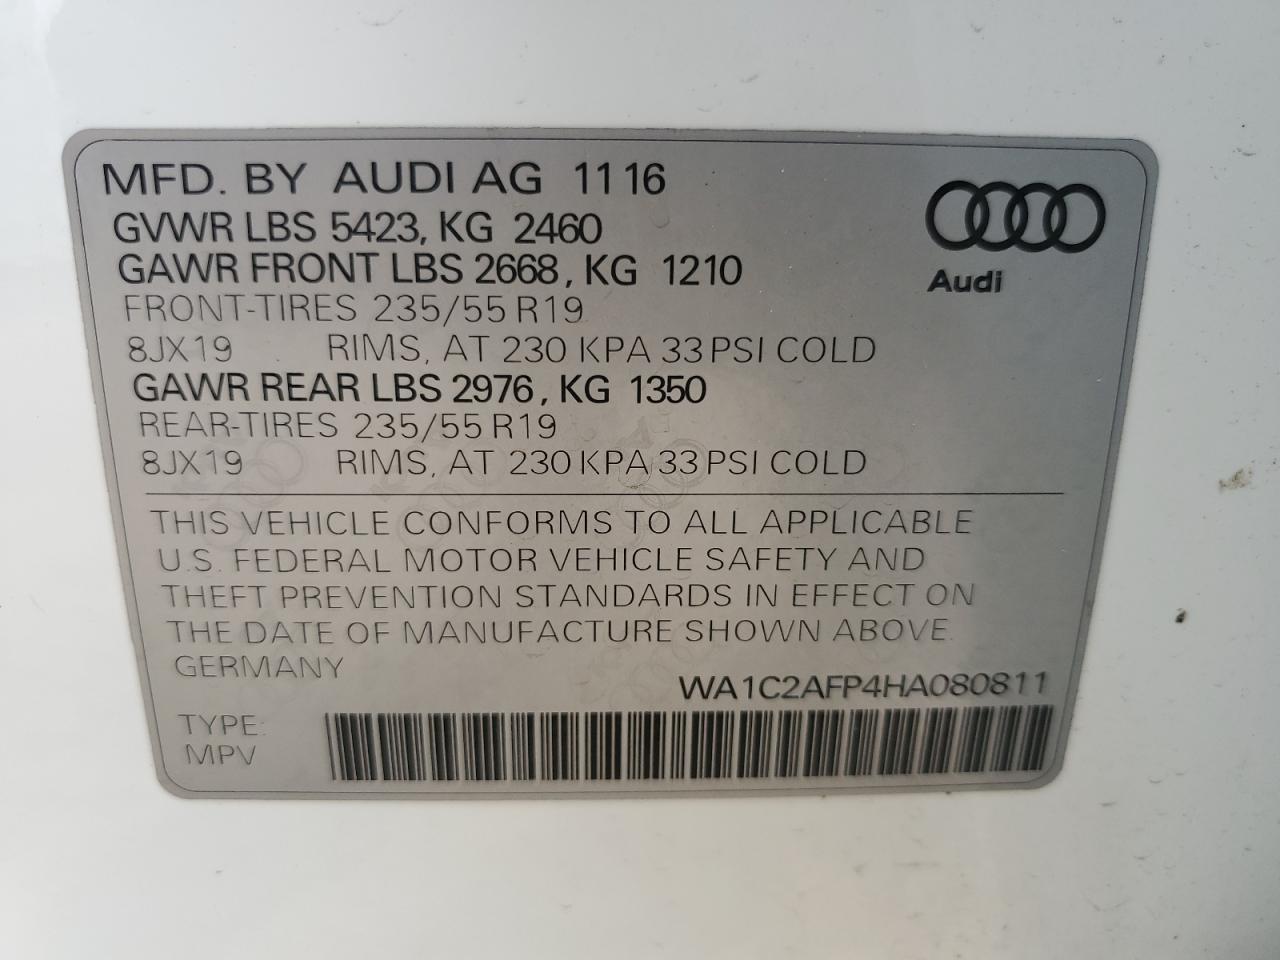 MFD. BY AUDI AG 11 16
GVWR LBS 5423, KG 2460
GAWR FRONT LBS 2668, KG 1210
FRONT-TIRES 235/55 R19
8JX19 RIMS, AT 230 KPA 33 PSI COLD
GAWR REAR LBS 2976, KG 1350
REAR-TIRES 235/55 R19
8JX19 RIMS, AT 230 KPA 33 PSI COLD
Audi
THIS VEHICLE CONFORMS TO ALL APPLICABLE
U.S. FEDERAL MOTOR VEHICLE SAFETY AND
THEFT PREVENTION STANDARDS IN EFFECT ON
THE DATE OF MANUFACTURE SHOWN ABOVE.
GERMANY
WA1C2AFP4HA080811
TYPE:
MPV